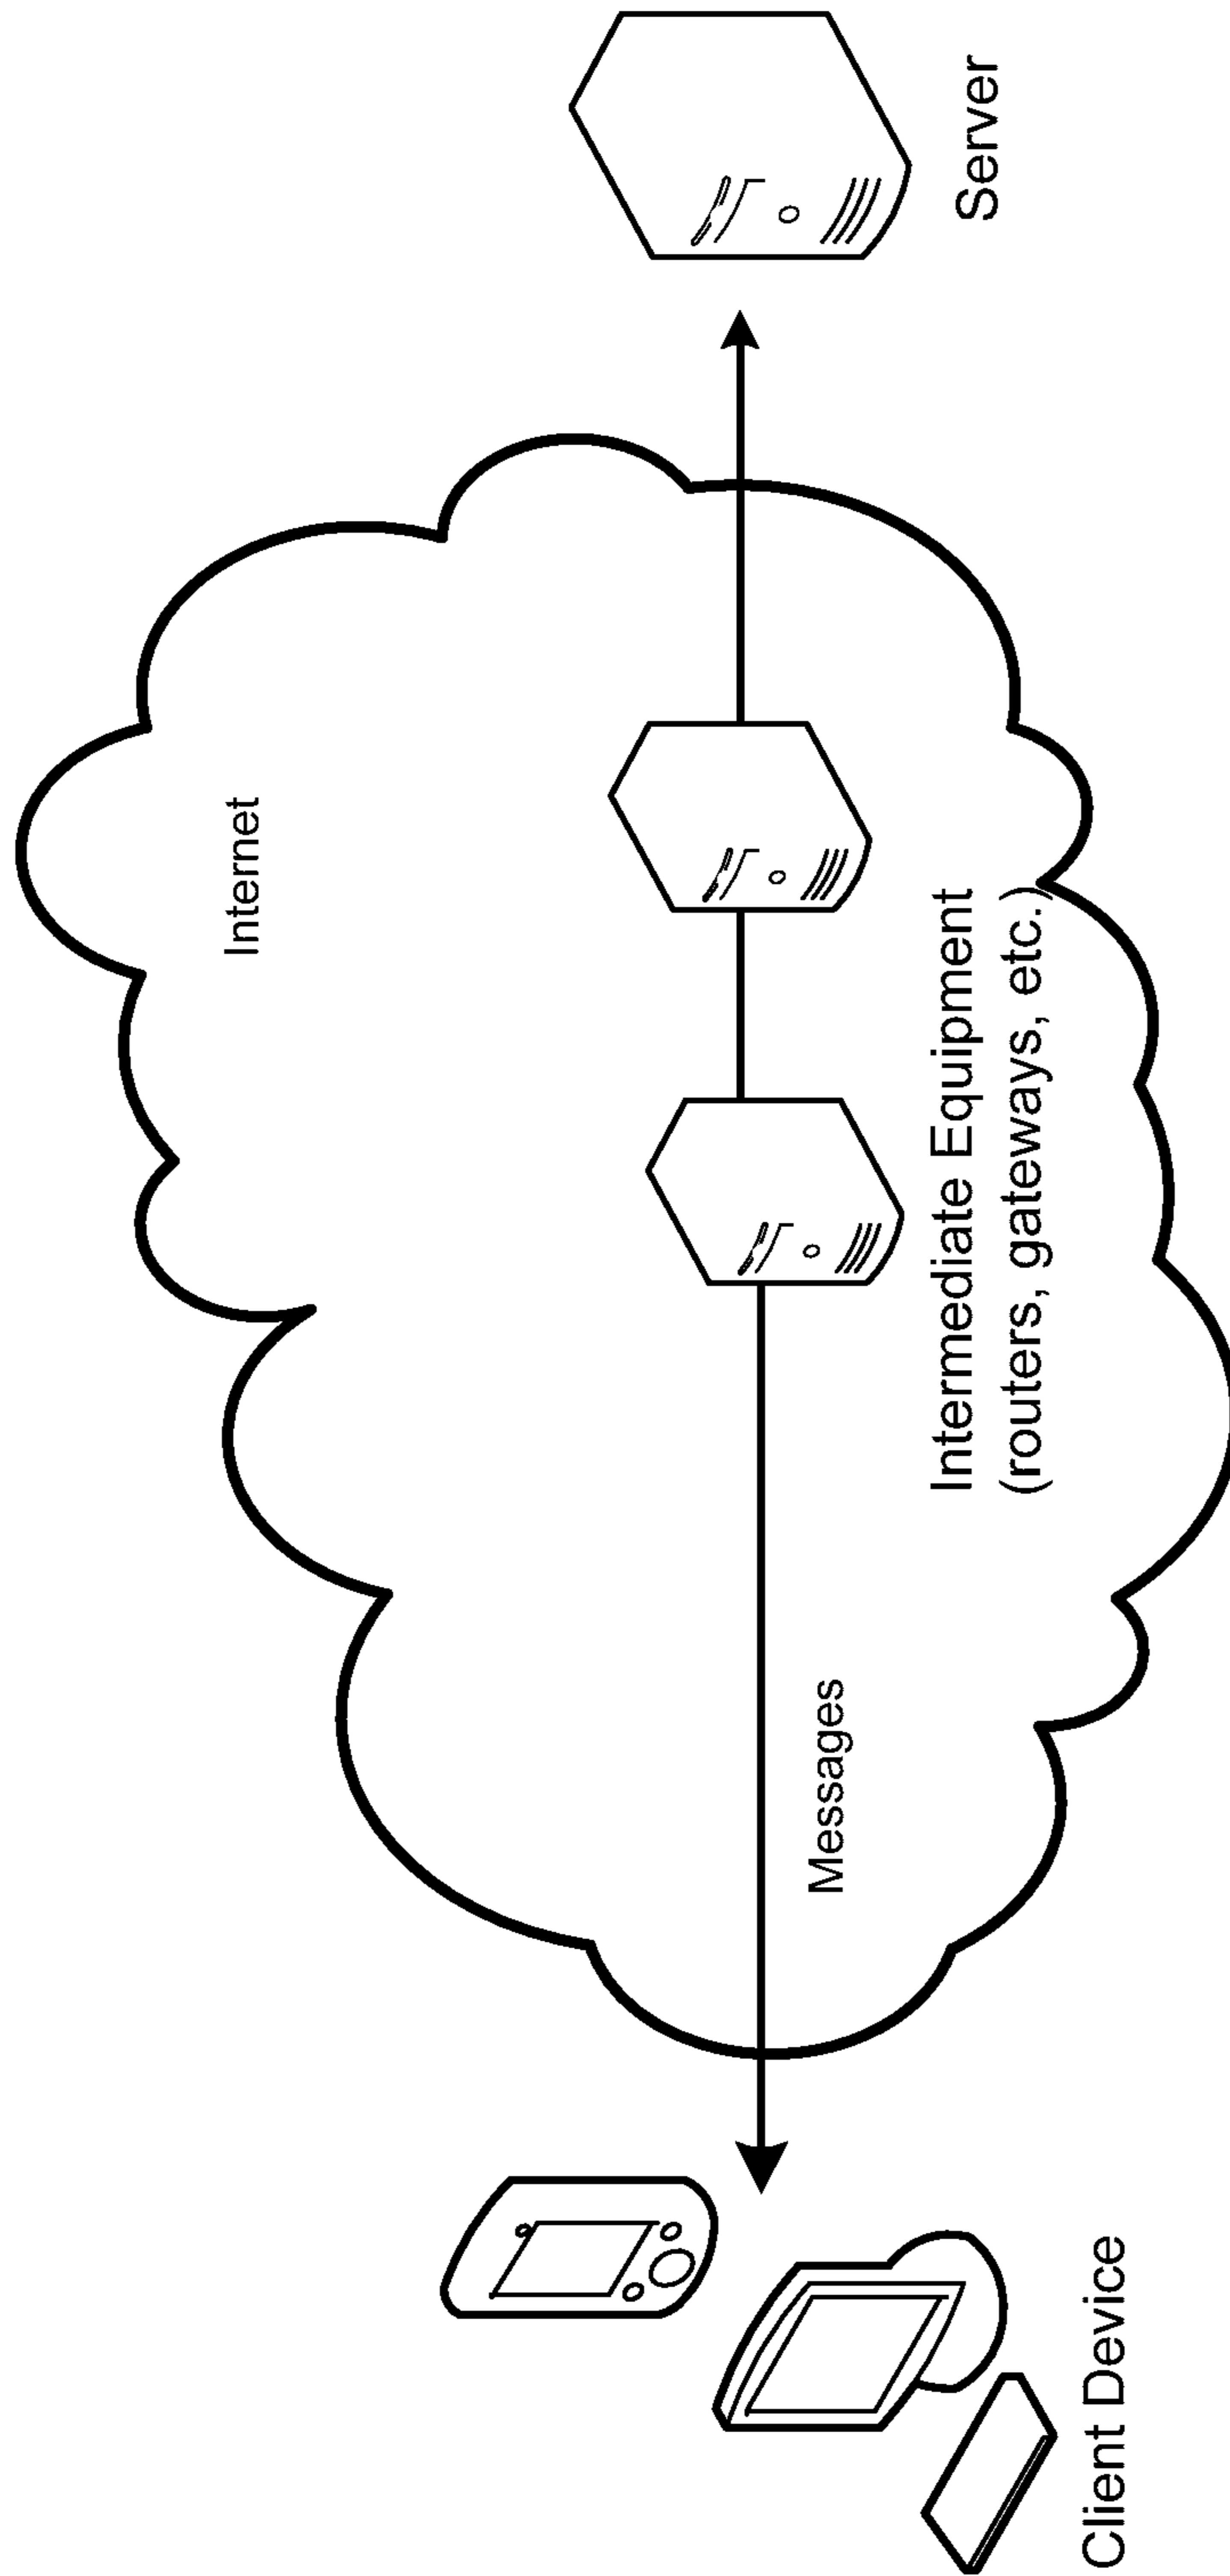 Internet
Messages
Intermediate Equipment
(routers, gateways, etc.)
Client Device
Server